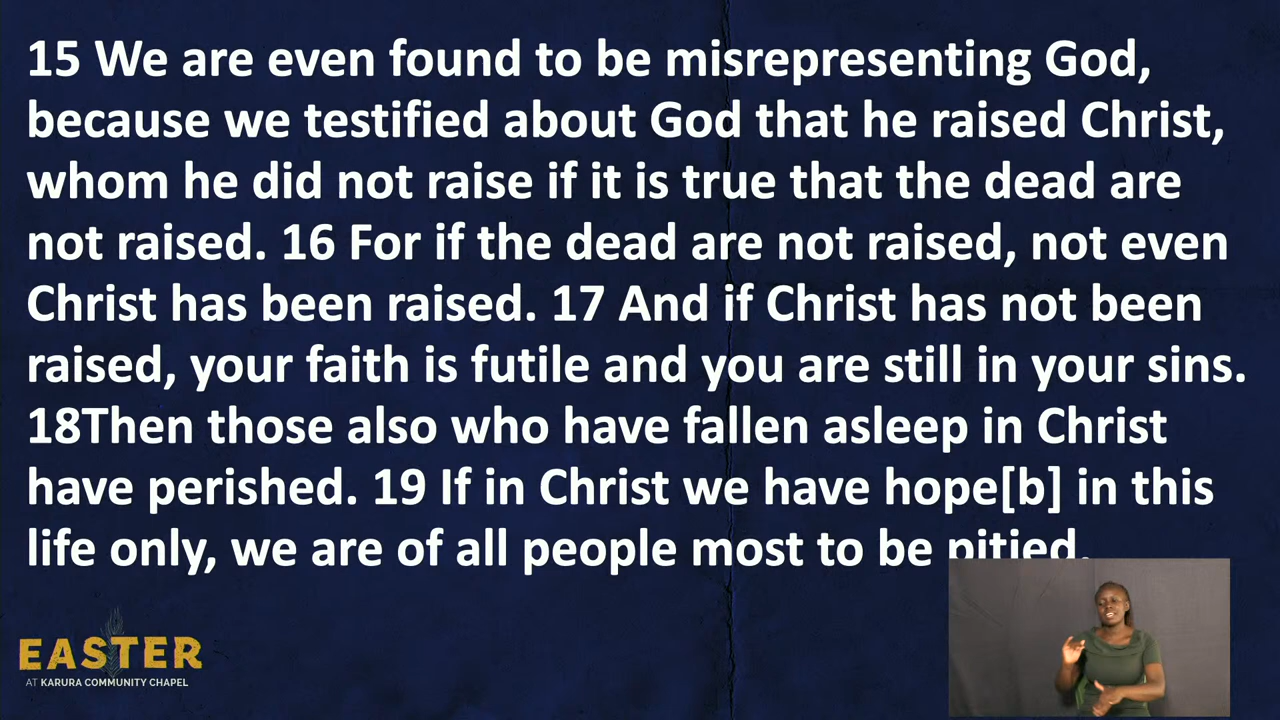 15 We are even found to be misrepresenting God,
because we testified about God that he raised Christ,
whom he did not raise if it is true that the dead are
not raised. 16 For if the dead are not raised, not even
Christ has been raised. 17 And if Christ has not been
raised, your faith is futile and you are still in your sins.
18Then those also who have fallen asleep in Christ
have perished. 19 If in Christ we have hope[b] in this
life only, we are of all people most to be pitied.
EASTER
AT KARURA COMMUNITY CHAPEL